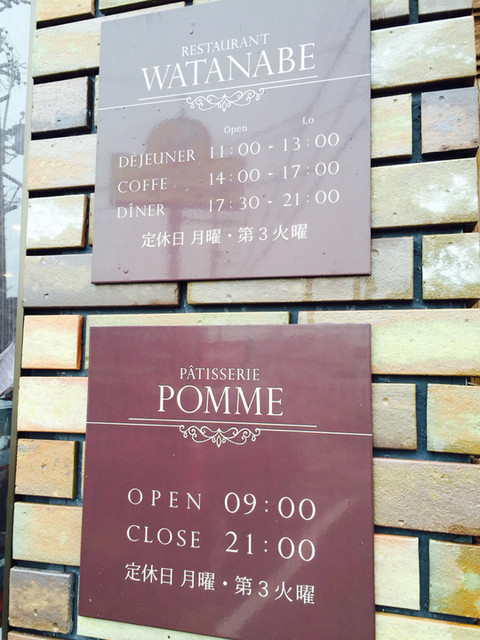 RESTAURANT
WATANABE
Open Lo
DÉJEUNER 11:00 - 13:00
COFFE 14:00 - 17:00
DÎNER 17:30 - 21:00
定休日 月曜・第3火曜
PÂTISSERIE
POMME
OPEN 09:00
CLOSE 21:00
定休日 月曜・第3火曜